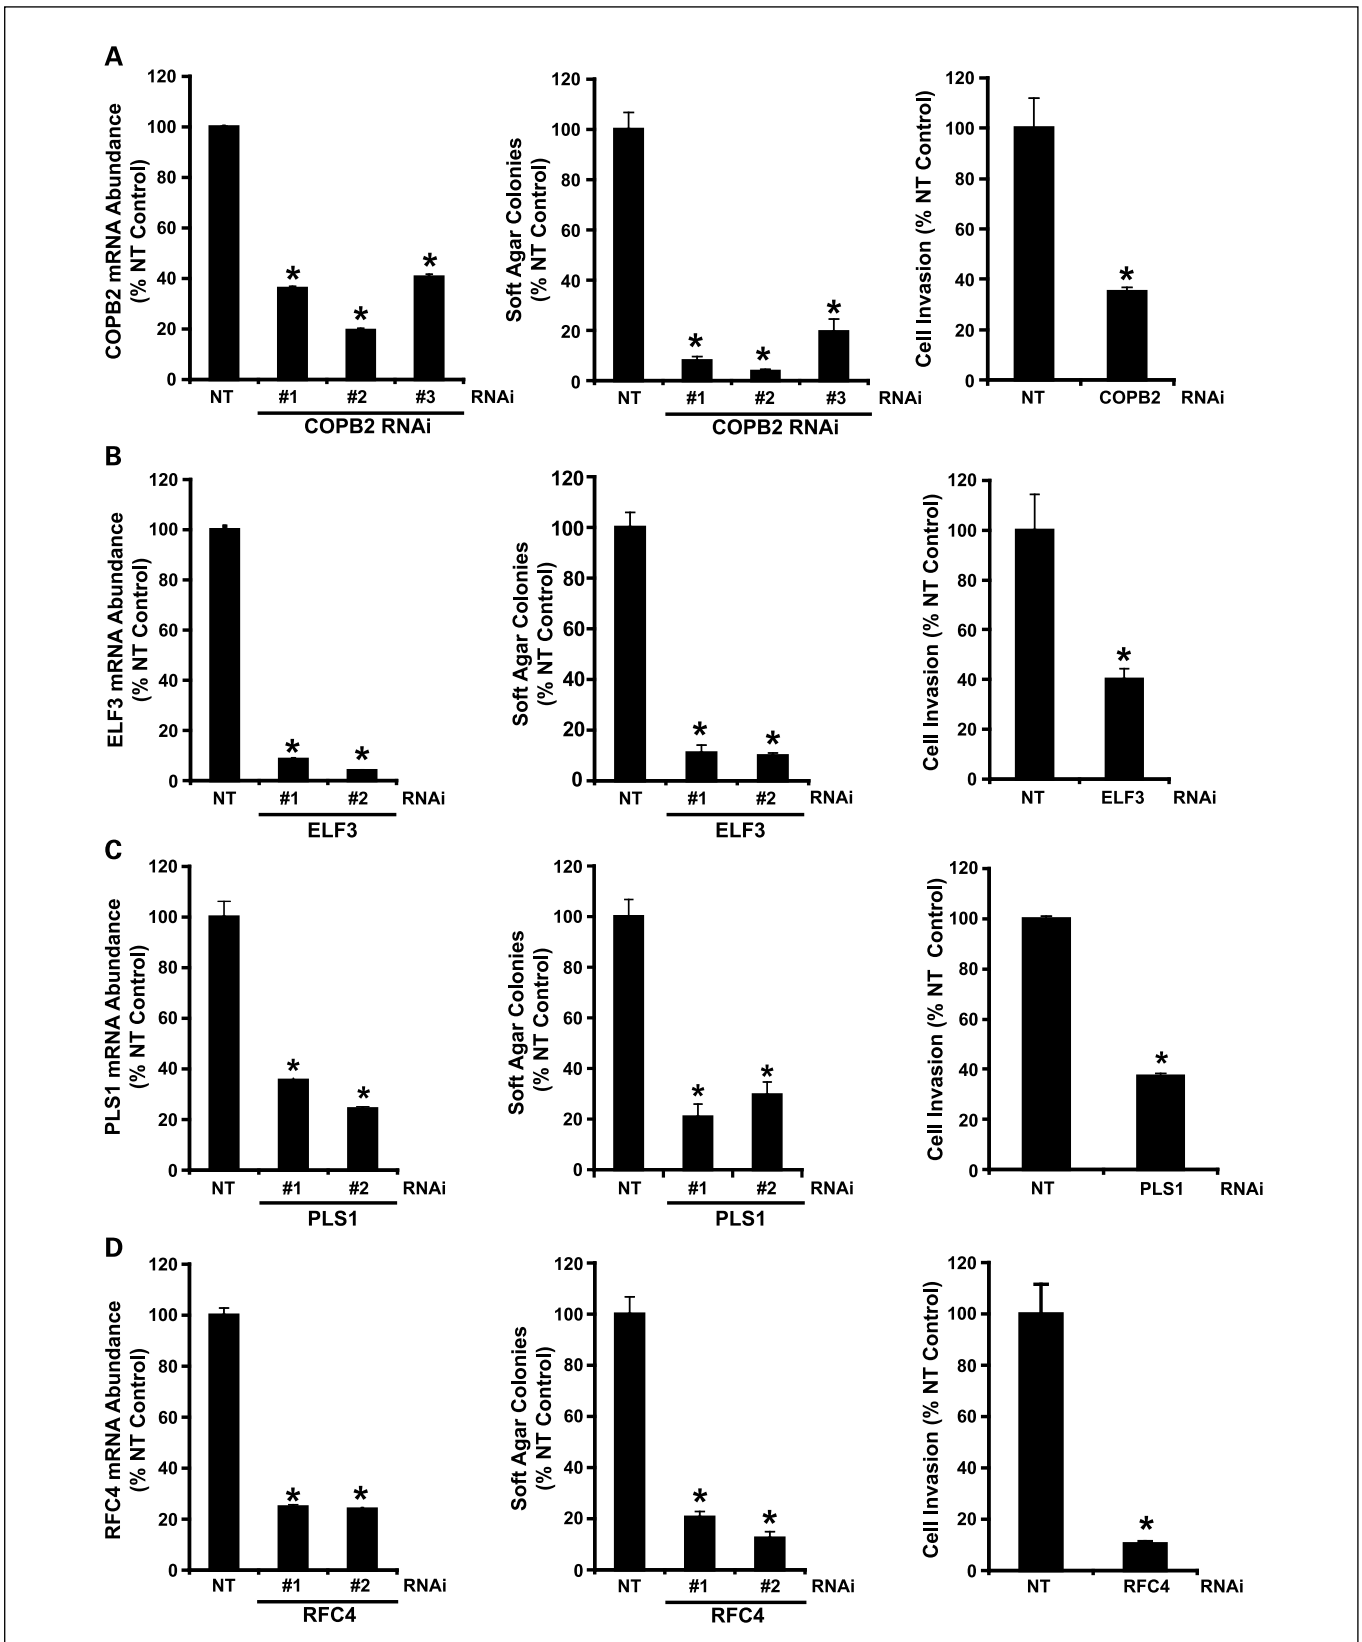 A
COPB2 mRNA Abundance
(% NT Control)
120
100
80
60
40
20
0
*
*
*
NT #1 #2 #3 RNAi
COPB2 RNAi
Soft Agar Colonies
(% NT Control)
120
100
80
60
40
20
0
*
*
*
NT #1 #2 #3 RNAi
COPB2 RNAi
Cell Invasion (% NT Control)
120
100
80
60
40
20
0
*
NT COPB2 RNAi
B
ELF3 mRNA Abundance
(% NT Control)
120
100
80
60
40
20
0
*
*
NT #1 #2 RNAi
ELF3
Soft Agar Colonies
(% NT Control)
120
100
80
60
40
20
0
*
*
NT #1 #2 RNAi
ELF3
Cell Invasion (% NT Control)
120
100
80
60
40
20
0
*
NT ELF3 RNAi
C
PLS1 mRNA Abundance
(% NT Control)
120
100
80
60
40
20
0
*
*
NT #1 #2 RNAi
PLS1
Soft Agar Colonies
(% NT Control)
120
100
80
60
40
20
0
*
*
NT #1 #2 RNAi
PLS1
Cell Invasion (% NT Control)
120
100
80
60
40
20
0
*
NT PLS1 RNAi
D
RFC4 mRNA Abundance
(% NT Control)
120
100
80
60
40
20
0
*
*
NT #1 #2 RNAi
RFC4
Soft Agar Colonies
(% NT Control)
120
100
80
60
40
20
0
*
*
NT #1 #2 RNAi
RFC4
Cell Invasion (% NT Control)
120
100
80
60
40
20
0
*
NT RFC4 RNAi